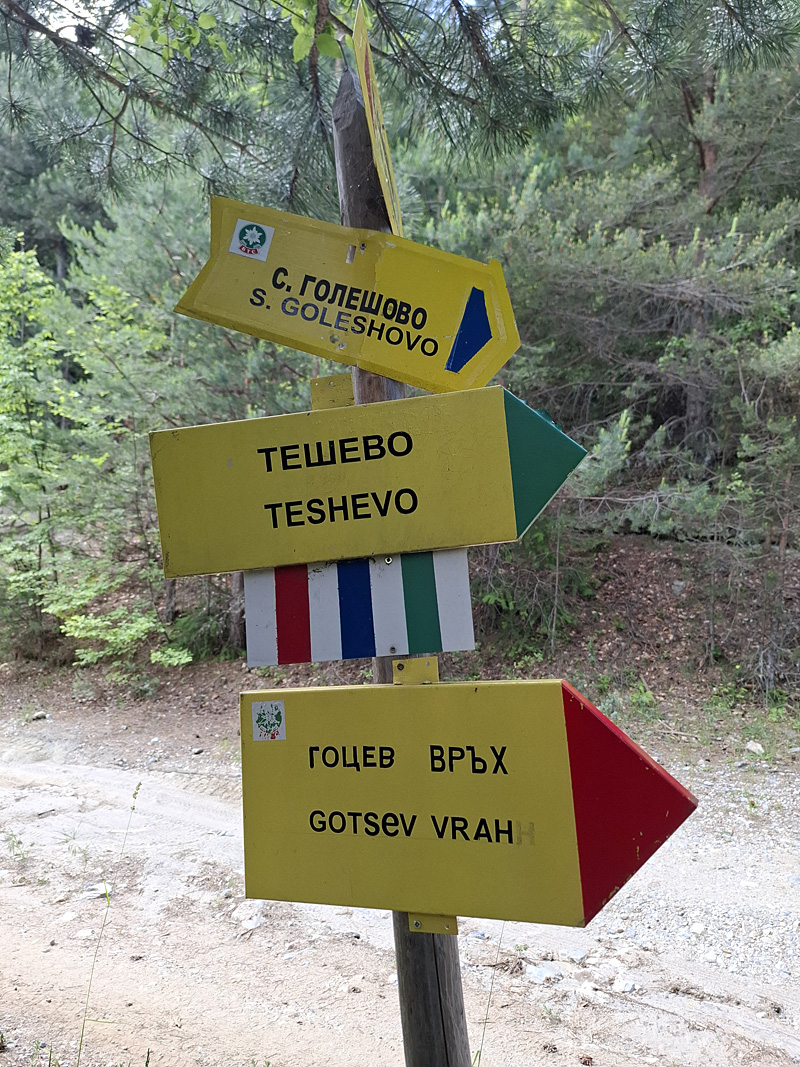 С. ГОЛЕШОВО
S. GOLESHOVO
ТЕШЕВО
TESHEVO
ГОЦЕВ ВРЪХ
GOTSeV VRAH